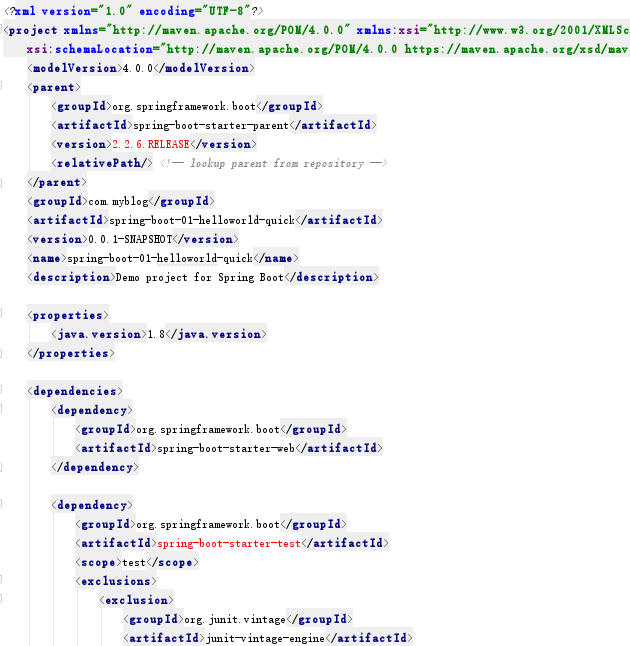 <?xml version="1.0" encoding="UTF-8"?>
<project xmlns="http://maven.apache.org/POM/4.0.0" xmlns:xsi="http://www.w3.org/2001/XMLSc
xsi:schemaLocation="http://maven.apache.org/POM/4.0.0 https://maven.apache.org/xsd/mav
<modelVersion>4.0.0</modelVersion>
<parent>
<groupId>org.springframework.boot</groupId>
<artifactId>spring-boot-starter-parent</artifactId>
<version>2.2.6.RELEASE</version>
<relativePath/> <!-- lookup parent from repository -->
</parent>
<groupId>com.myblog</groupId>
<artifactId>spring-boot-01-helloworld-quick</artifactId>
<version>0.0.1-SNAPSHOT</version>
<name>spring-boot-01-helloworld-quick</name>
<description>Demo project for Spring Boot</description>
<properties>
<java.version>1.8</java.version>
</properties>
<dependencies>
<dependency>
<groupId>org.springframework.boot</groupId>
<artifactId>spring-boot-starter-web</artifactId>
</dependency>
<dependency>
<groupId>org.springframework.boot</groupId>
<artifactId>spring-boot-starter-test</artifactId>
<scope>test</scope>
<exclusions>
<exclusion>
<groupId>org.junit.vintage</groupId>
<artifactId>junit-vintage-engine</artifactId>